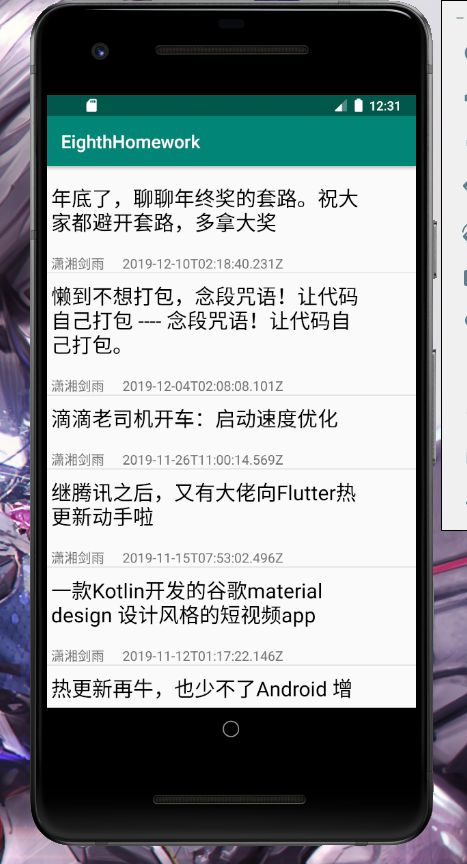 12:31
EighthHomework
年底了，聊聊年终奖的套路。祝大
家都避开套路，多拿大奖
潇湘剑雨 2019-12-10T02:18:40.231Z
懒到不想打包，念段咒语！让代码
自己打包 ---- 念段咒语！让代码自
己打包。
潇湘剑雨 2019-12-04T02:08:08.101Z
滴滴老司机开车：启动速度优化
潇湘剑雨 2019-11-26T11:00:14.569Z
继腾讯之后，又有大佬向Flutter热
更新动手啦
潇湘剑雨 2019-11-15T07:53:02.496Z
一款Kotlin开发的谷歌material
design 设计风格的短视频app
潇湘剑雨 2019-11-12T01:17:22.146Z
热更新再牛，也少不了Android 增